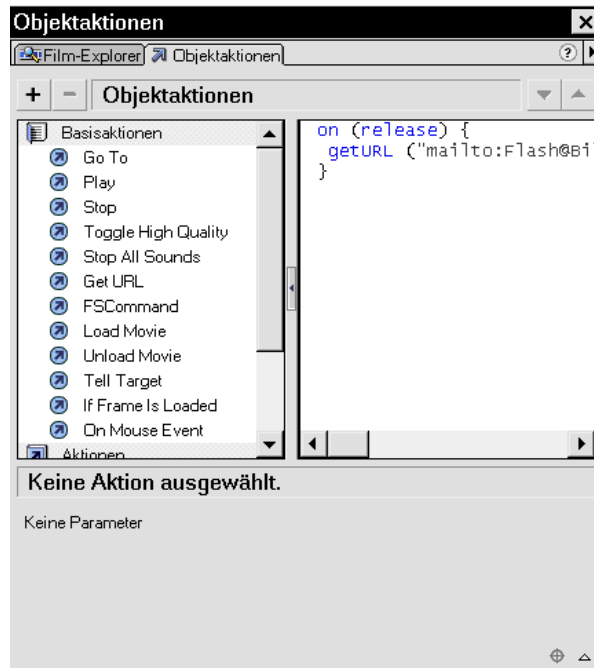 Objektaktionen
Film-Explorer Objektaktionen
Objektaktionen
Basisaktionen
Go To
Play
Stop
Toggle High Quality
Stop All Sounds
Get URL
FSCommand
Load Movie
Unload Movie
Tell Target
If Frame Is Loaded
On Mouse Event
Aktionen
on (release) {
getURL ("mailto:Flash@Bi
}
Keine Aktion ausgewählt.
Keine Parameter